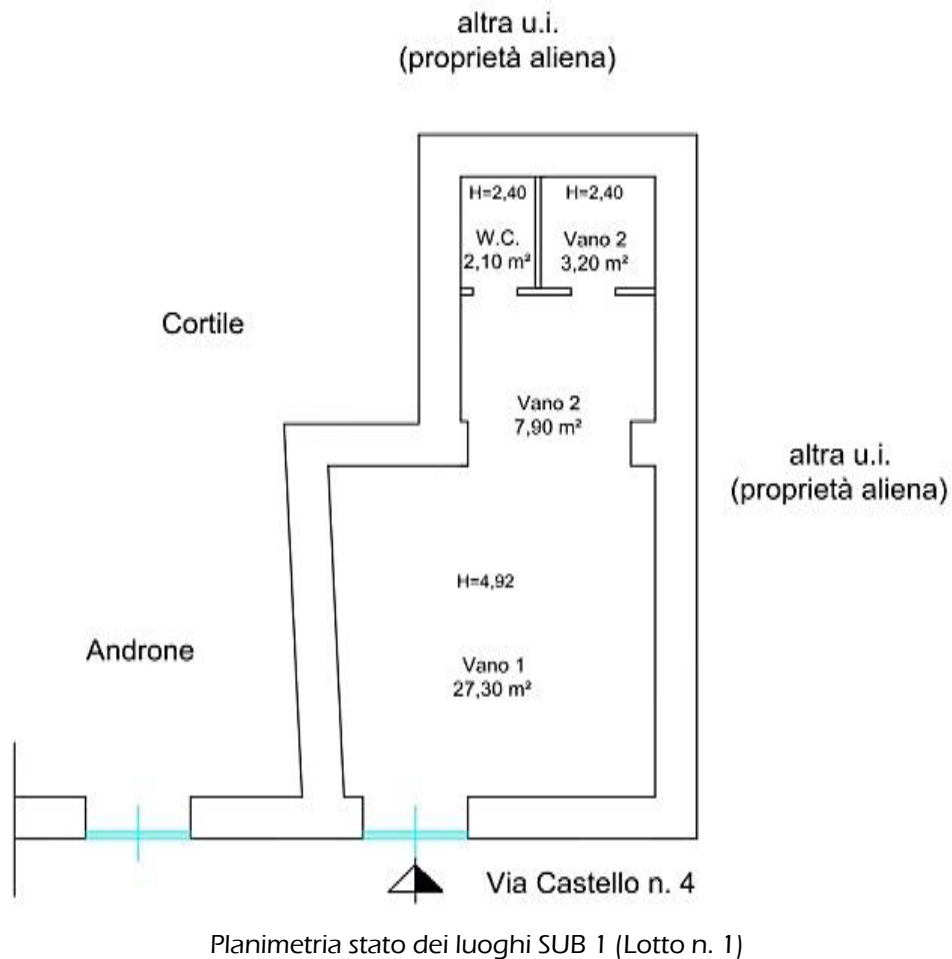 altra u.i.
(proprietà aliena)
H=2,40
H=2,40
W.C.
2,10 m²
Vano 2
3,20 m²
Cortile
Vano 2
7,90 m²
altra u.i.
(proprietà aliena)
H=4,92
Androne
Vano 1
27,30 m²
Via Castello n. 4
Planimetria stato dei luoghi SUB 1 (Lotto n. 1)